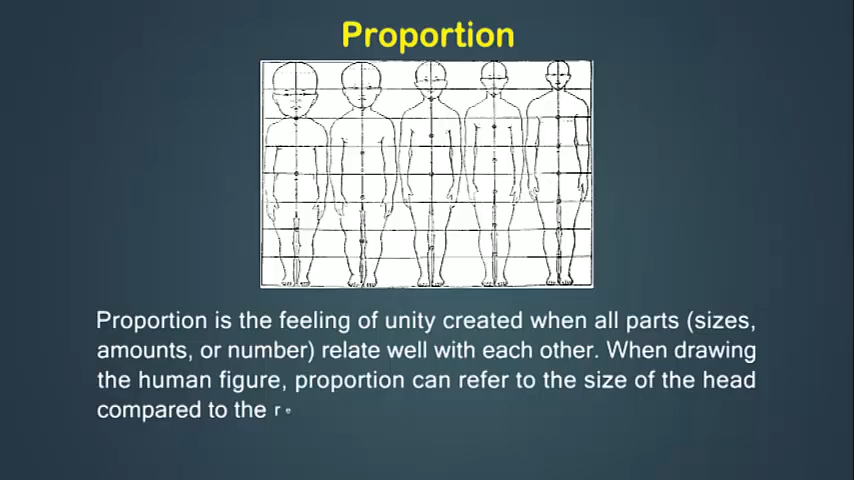 Proportion
Proportion is the feeling of unity created when all parts (sizes,
amounts, or number) relate well with each other. When drawing
the human figure, proportion can refer to the size of the head
compared to the r e